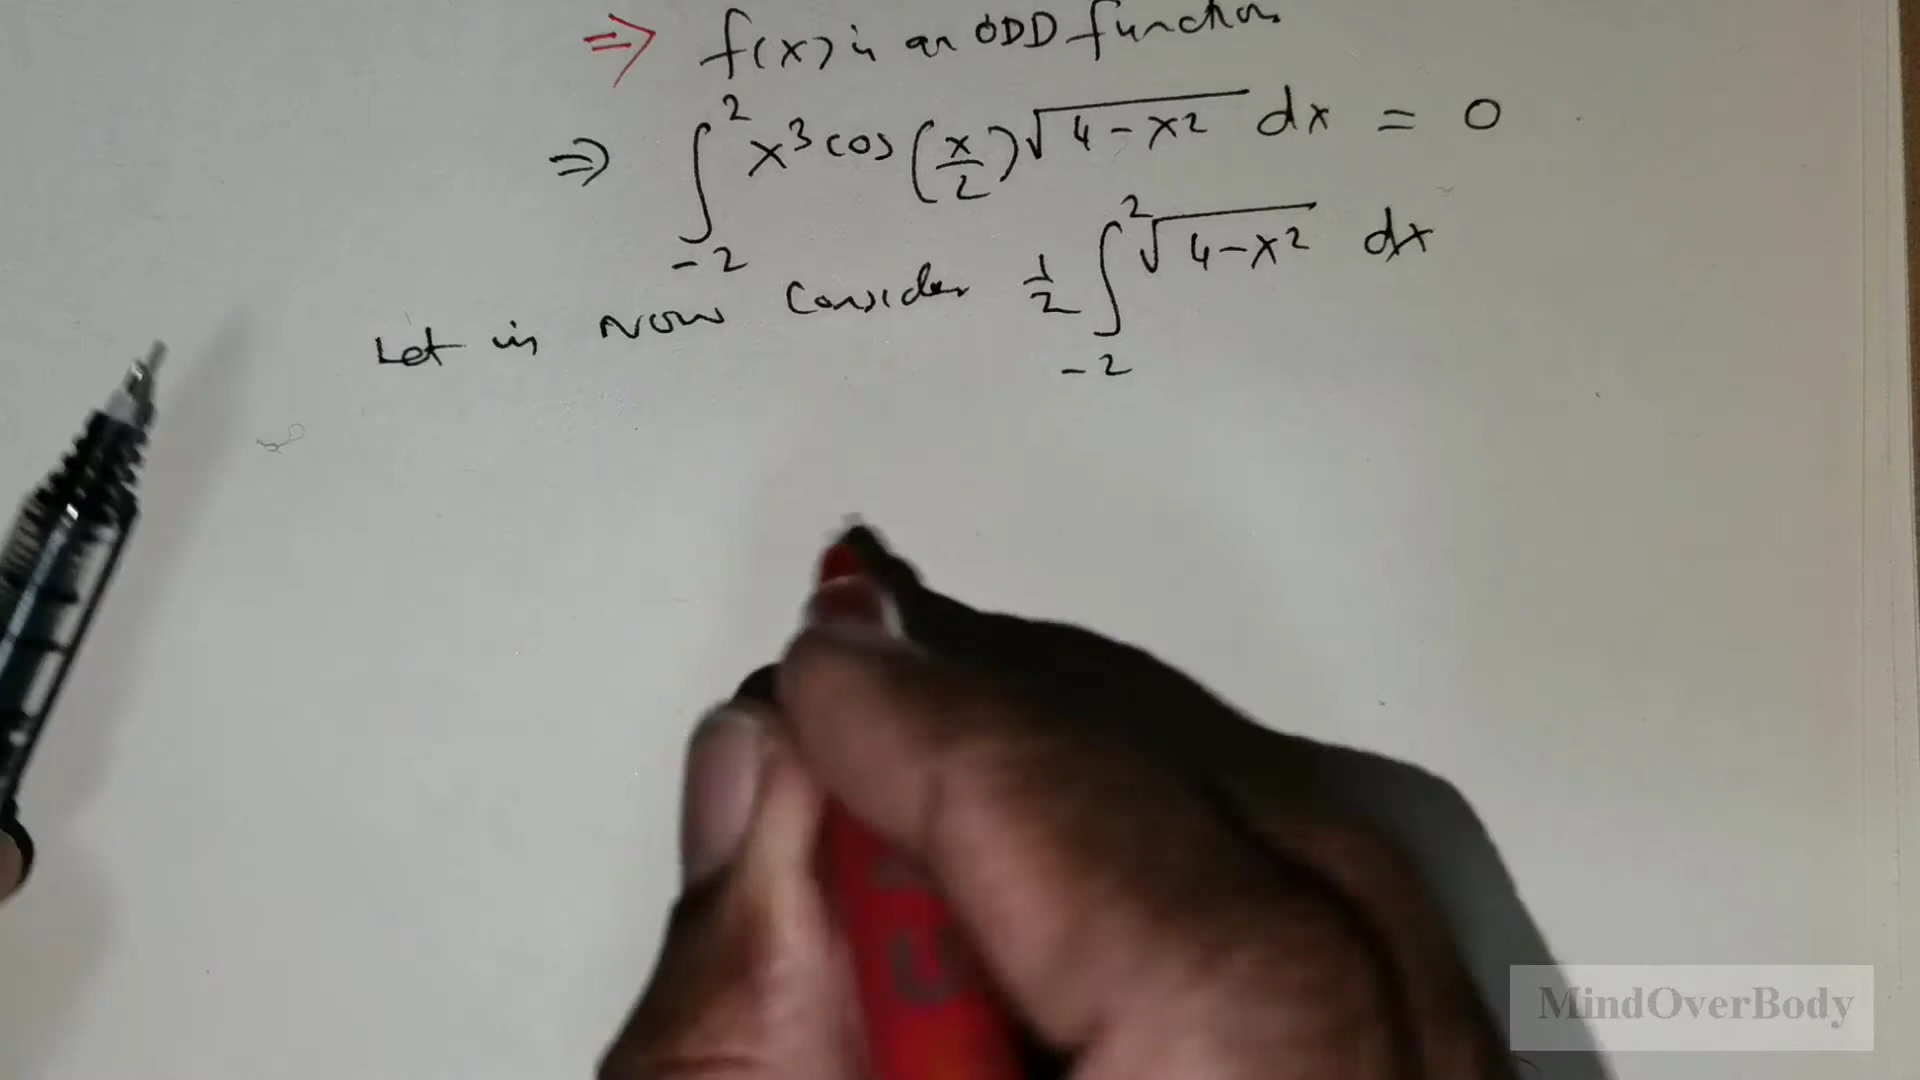 ⇒ f(x) is an ODD function
⇒ ∫_{-2}^{2} x³ cos(x/2) √(4-x²) dx = 0
Let us now consider 1/2 ∫_{-2}^{2} √(4-x²) dx
MindOverBody